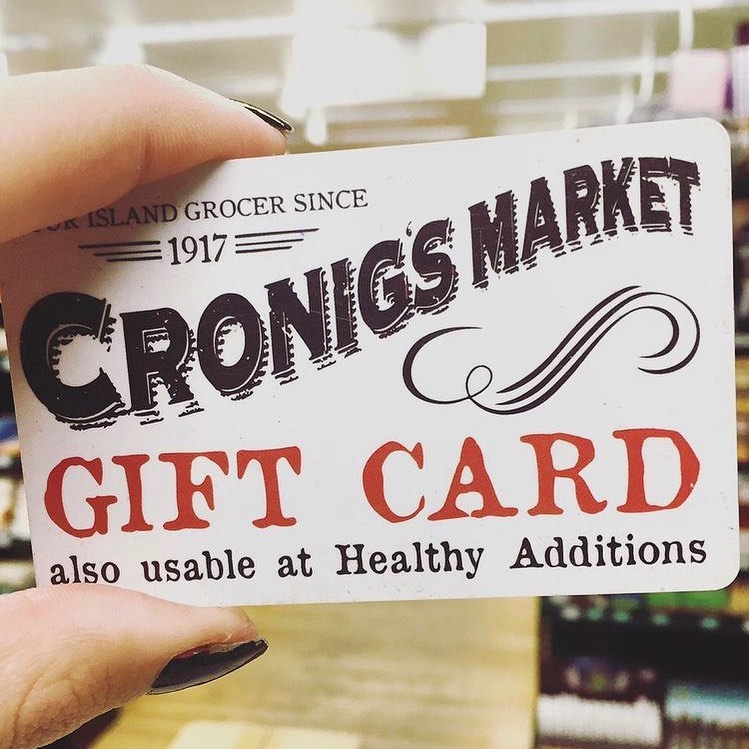 ISLAND GROCER SINCE
1917
CRONIG'S MARKET
GIFT CARD
also usable at Healthy Additions